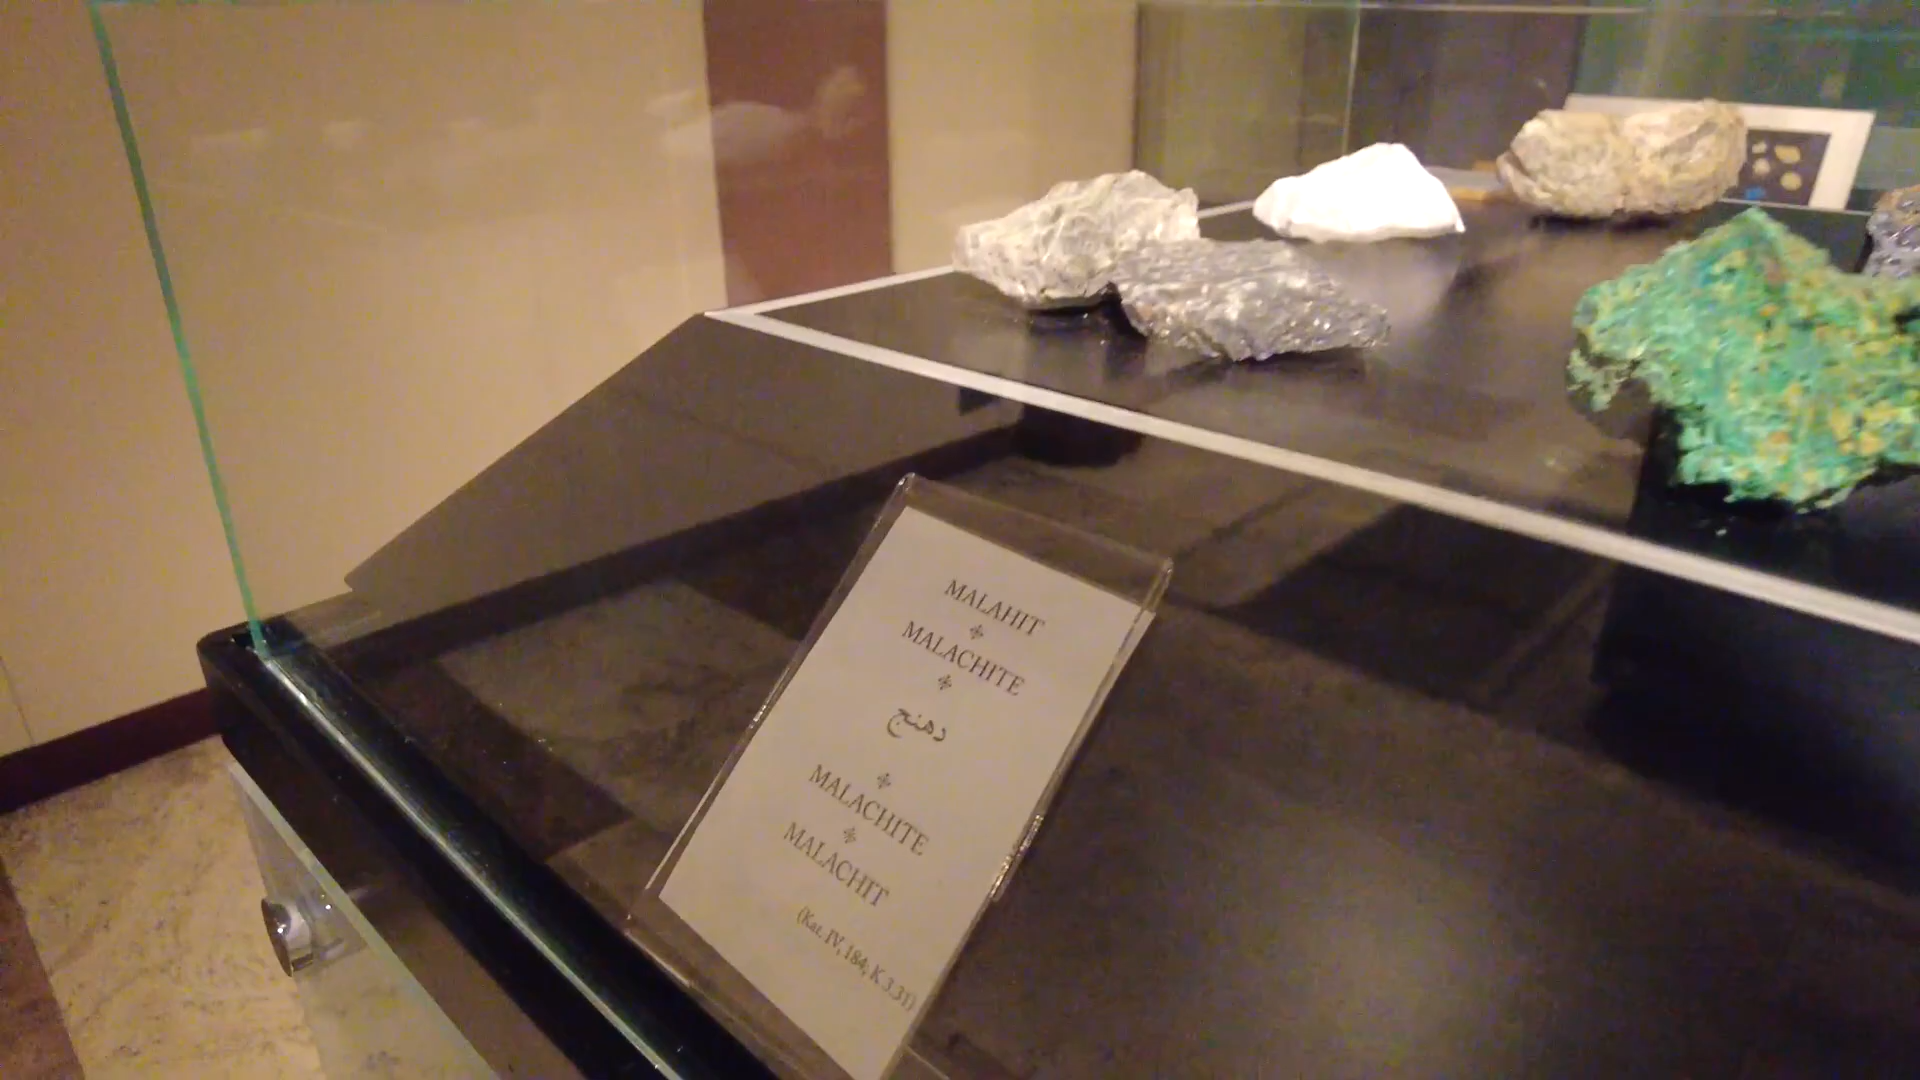 MALAHIT
MALACHITE
دهنج
MALACHITE
MALACHIT
(Kat. IV, 184, K 3.31)